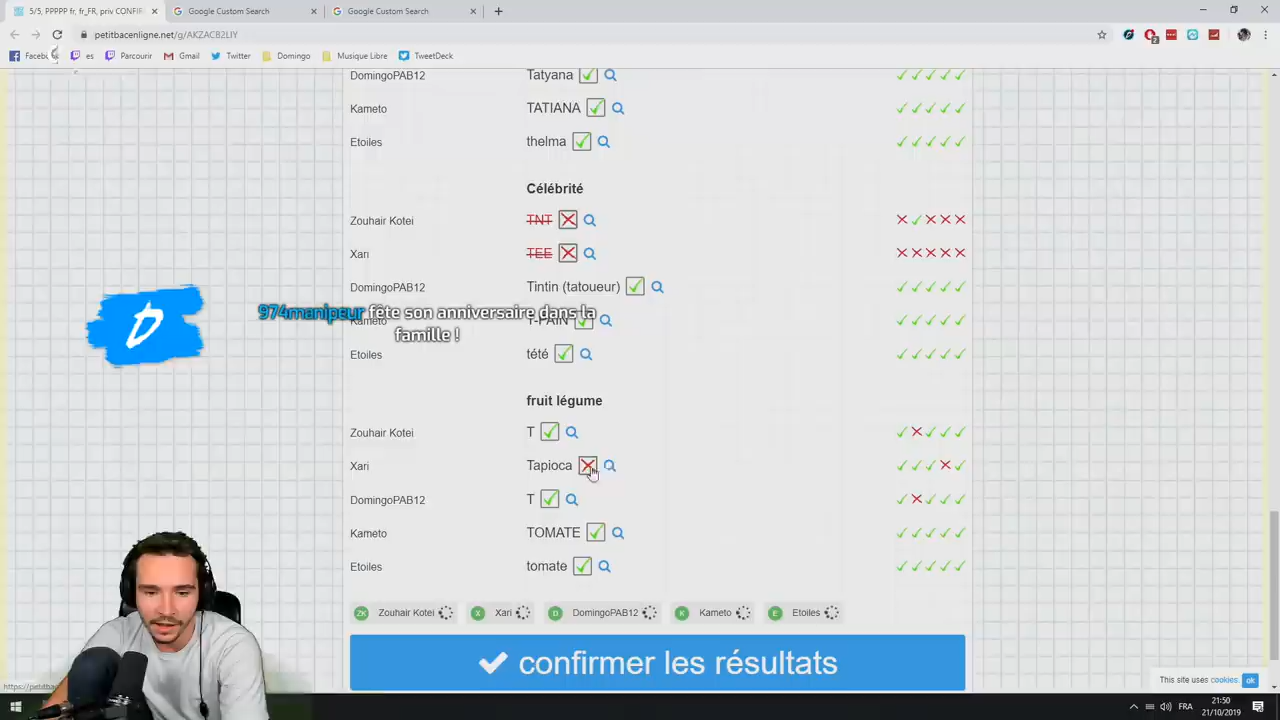 5/5, PPPPP fr, fr_FR, priv CONFIR
Google Custom Search
Google Custom Search
petitbacenligne.net/g/AKZACB2LIY
es
Parcourir
Gmail
Twitter
Domingo
Musique Libre
TweetDeck
DomingoPAB12 Tatyana
Kameto TATIANA
Etoiles thelma
Célébrité
Zouhair Kotei TNT
Xari TEE
DomingoPAB12 Tintin (tatoueur)
974manipeur fête son anniversaire dans la
famille !
Kameto T-PAIN
Etoiles tété
fruit légume
Zouhair Kotei T
Xari Tapioca
DomingoPAB12 T
Kameto TOMATE
Etoiles tomate
ZK Zouhair Kotei X Xari D DomingoPAB12 K Kameto E Etoiles
confirmer les résultats
This site uses cookies. ok
FRA
21:50
21/10/2019